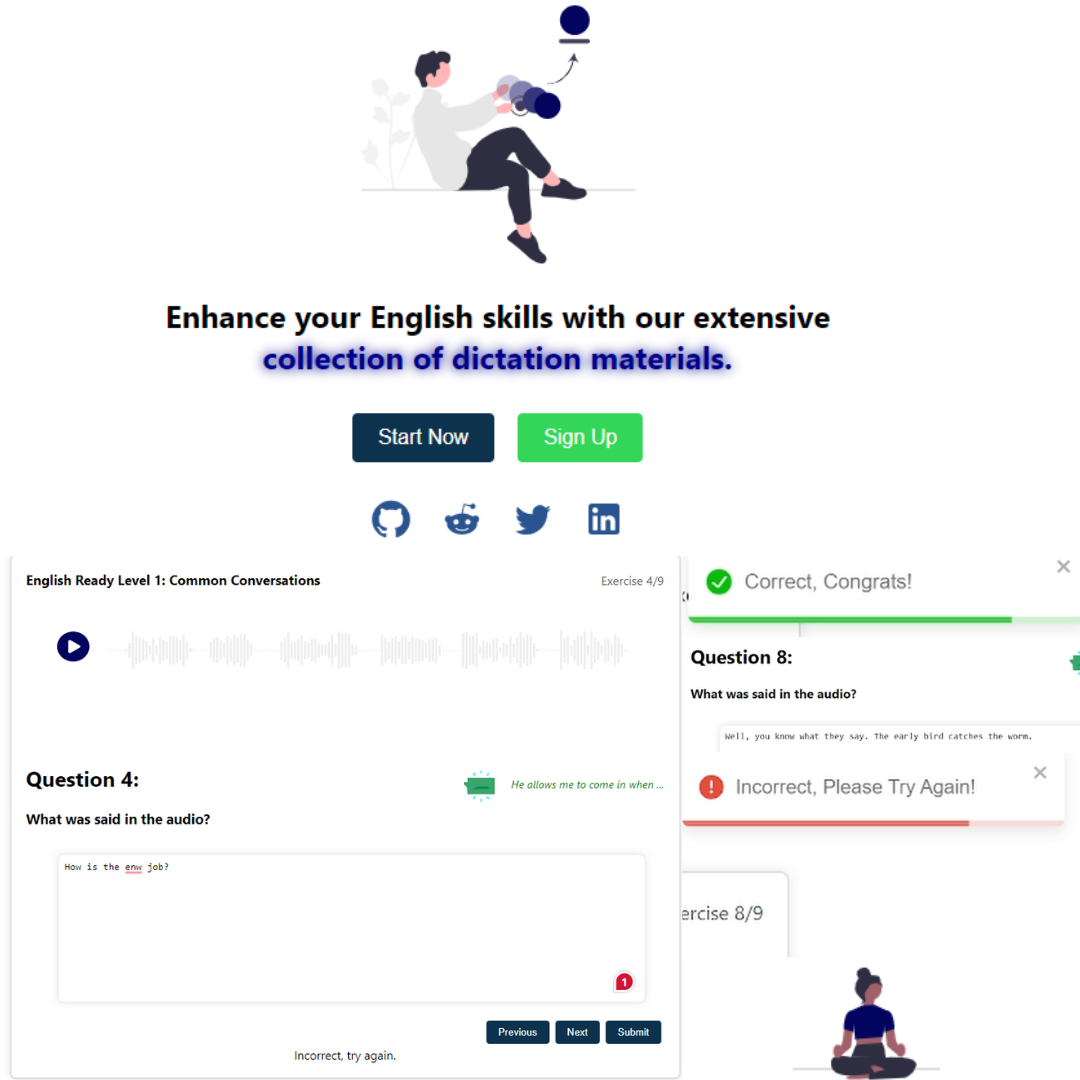 Enhance your English skills with our extensive
collection of dictation materials.
Start Now
Sign Up
in
English Ready Level 1: Common Conversations
Exercise 4/9
Question 4:
He allows me to come in when ...
What was said in the audio?
How is the enw job?
1
Previous
Next
Submit
Incorrect, try again.
Correct, Congrats!
Question 8:
What was said in the audio?
Well, you know what they say. The early bird catches the worm.
Incorrect, Please Try Again!
ercise 8/9